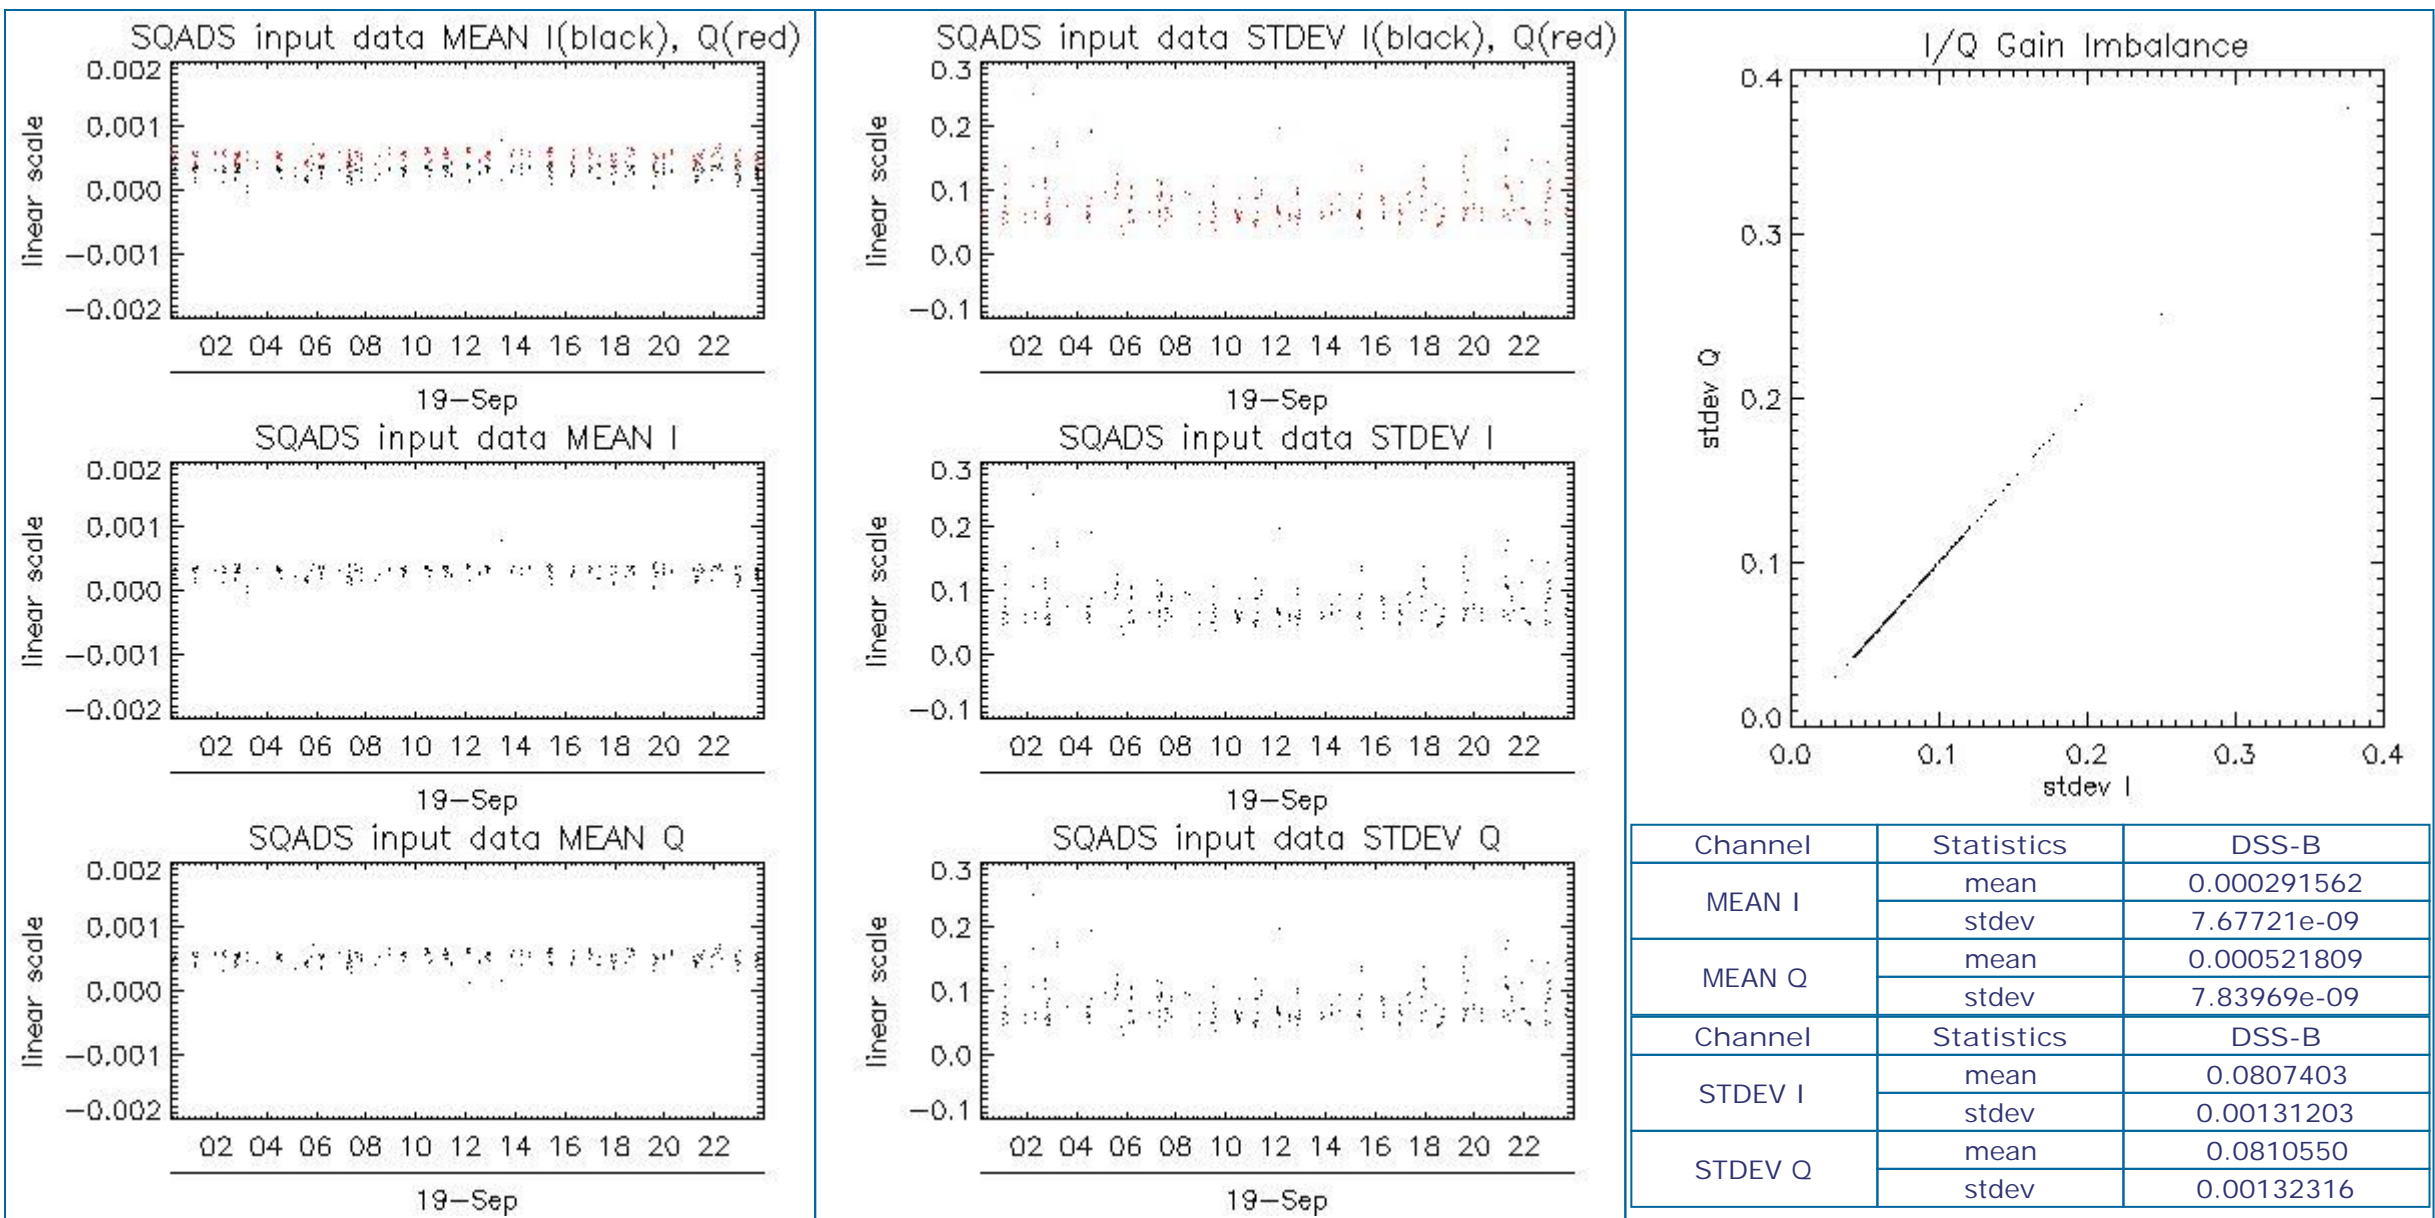 SQADS input data MEAN I(black), Q(red)
0.002
0.001
0.000
-0.001
-0.002
linear scale
02 04 06 08 10 12 14 16 18 20 22
19-Sep
SQADS input data MEAN I
0.002
0.001
0.000
-0.001
-0.002
linear scale
02 04 06 08 10 12 14 16 18 20 22
19-Sep
SQADS input data MEAN Q
0.002
0.001
0.000
-0.001
-0.002
linear scale
02 04 06 08 10 12 14 16 18 20 22
19-Sep
SQADS input data STDEV I(black), Q(red)
0.3
0.2
0.1
0.0
-0.1
linear scale
02 04 06 08 10 12 14 16 18 20 22
19-Sep
SQADS input data STDEV I
0.3
0.2
0.1
0.0
-0.1
linear scale
02 04 06 08 10 12 14 16 18 20 22
19-Sep
SQADS input data STDEV Q
0.3
0.2
0.1
0.0
-0.1
linear scale
02 04 06 08 10 12 14 16 18 20 22
19-Sep
I/Q Gain Imbalance
0.4
0.3
0.2
0.1
0.0
stdev Q
0.0 0.1 0.2 0.3 0.4
stdev I
Channel Statistics DSS-B
MEAN I mean 0.000291562
stdev 7.67721e-09
MEAN Q mean 0.000521809
stdev 7.83969e-09
Channel Statistics DSS-B
STDEV I mean 0.0807403
stdev 0.00131203
STDEV Q mean 0.0810550
stdev 0.00132316